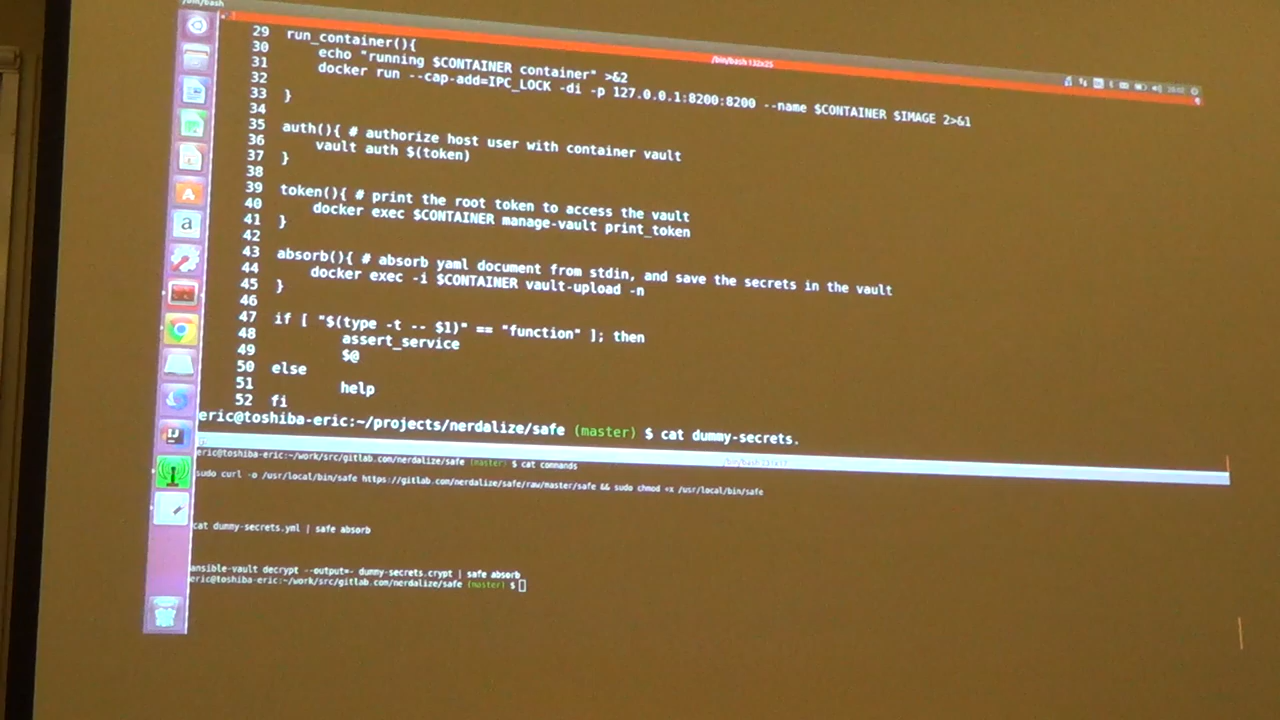 /bin/bash
/bin/bash 132x25
29 run_container(){
30 echo "running $CONTAINER container" >&2
31 docker run --cap-add=IPC_LOCK -di -p 127.0.0.1:8200:8200 --name $CONTAINER $IMAGE 2>&1
32 }
33
34
35 auth(){ # authorize host user with container vault
36 vault auth $(token)
37 }
38
39 token(){ # print the root token to access the vault
40 docker exec $CONTAINER manage-vault print_token
41 }
42
43 absorb(){ # absorb yaml document from stdin, and save the secrets in the vault
44 docker exec -i $CONTAINER vault-upload -n
45 }
46
47 if [ "$(type -t -- $1)" == "function" ]; then
48 assert_service
49 $@
50 else
51 help
52 fi
eric@toshiba-eric:~/projects/nerdalize/safe (master) $ cat dummy-secrets.
eric@toshiba-eric:~/work/src/gitlab.com/nerdalize/safe (master) $ cat commands
sudo curl -o /usr/local/bin/safe https://gitlab.com/nerdalize/safe/raw/master/safe && sudo chmod +x /usr/local/bin/safe
cat dummy-secrets.yml | safe absorb
ansible-vault decrypt --output=- dummy-secrets.crypt | safe absorb
eric@toshiba-eric:~/work/src/gitlab.com/nerdalize/safe (master) $